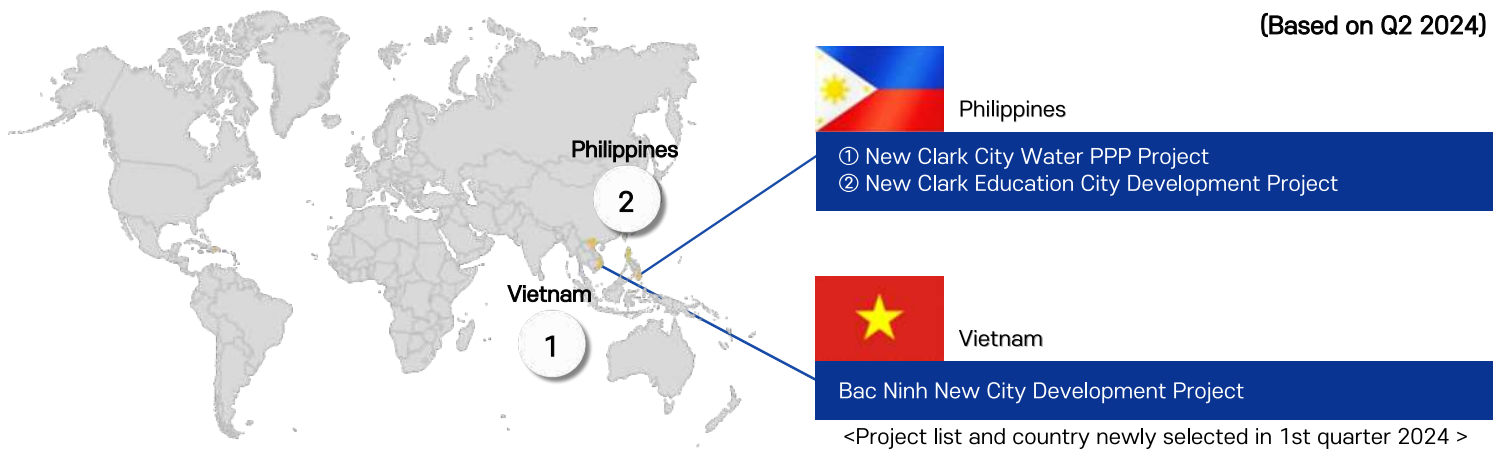 (Based on Q2 2024)
Philippines
2
Vietnam
1
Philippines
① New Clark City Water PPP Project
② New Clark Education City Development Project
Vietnam
Bac Ninh New City Development Project
<Project list and country newly selected in 1st quarter 2024 >